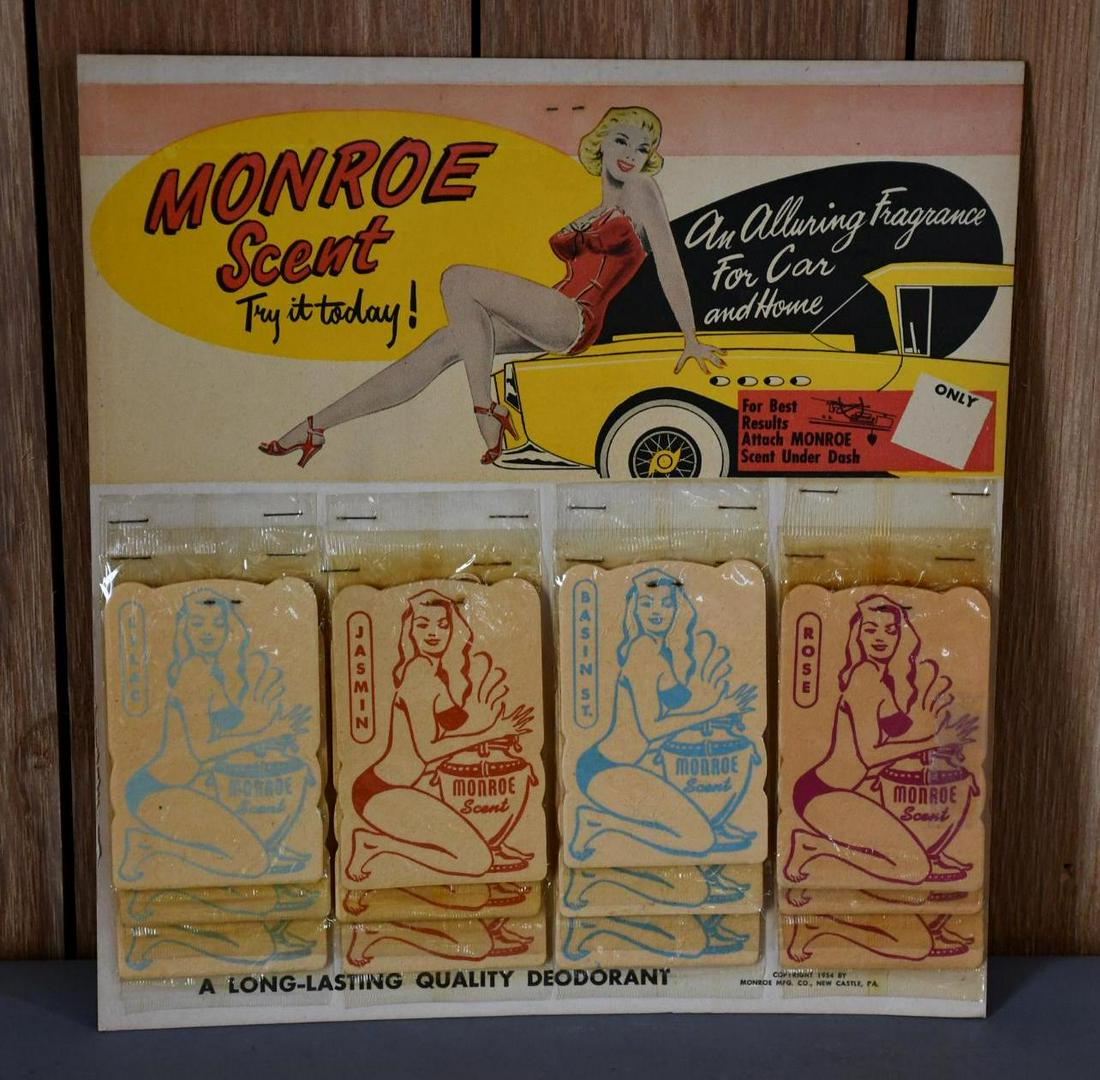 MONROE
Scent
Try it today!
An Alluring Fragrance
For Car
and Home
For Best
Results
Attach MONROE
Scent Under Dash
ONLY
LILAC
MONROE
Scent
JASMIN
MONROE
Scent
BASIN ST.
MONROE
Scent
ROSE
MONROE
Scent
A LONG-LASTING QUALITY DEODORANT
COPYRIGHT 1954 BY
MONROE MFG. CO., NEW CASTLE, PA.